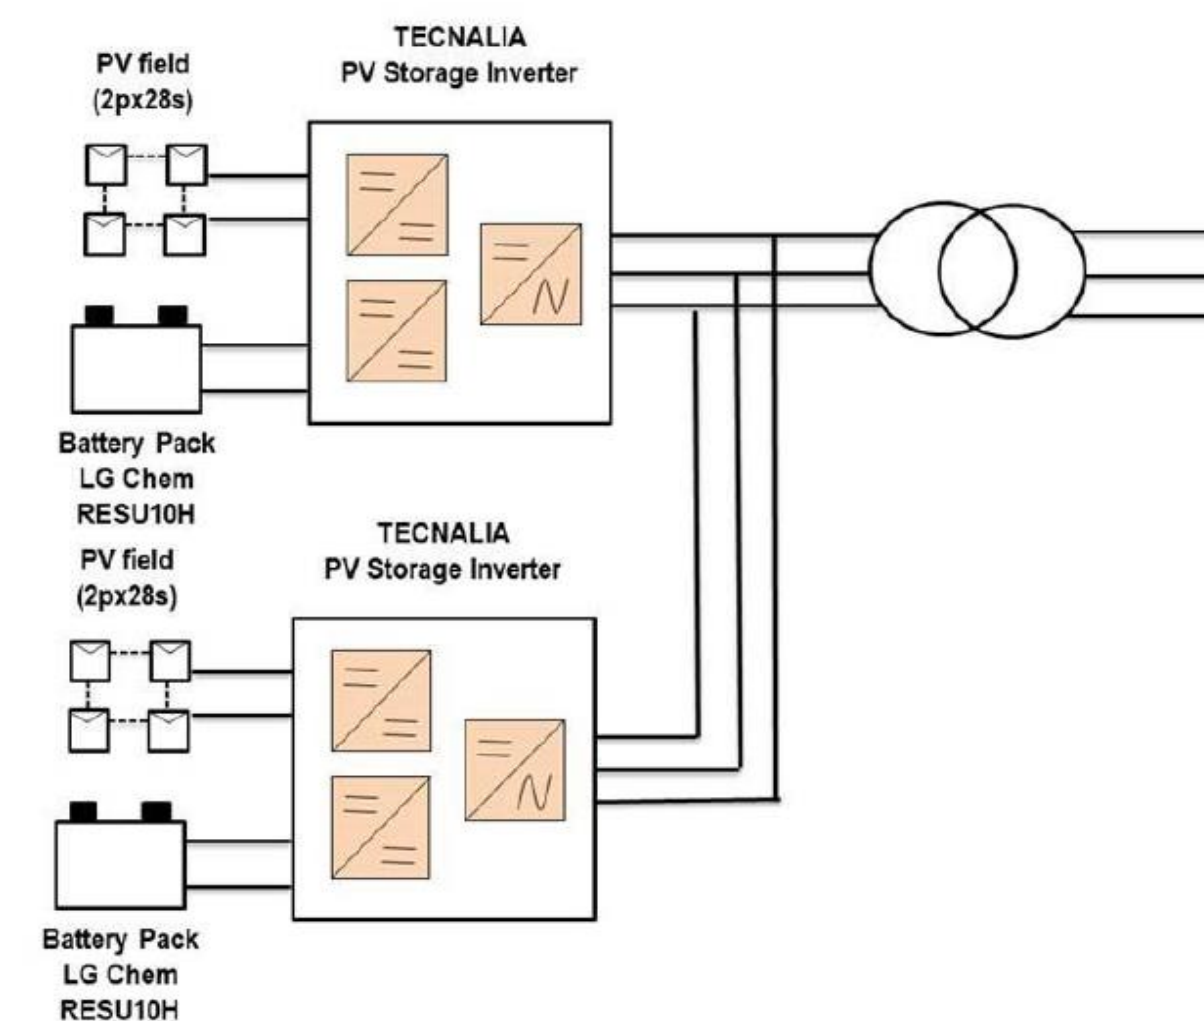 TECNALIA
PV Storage Inverter
PV field
(2px28s)
Battery Pack
LG Chem
RESU10H
TECNALIA
PV Storage Inverter
PV field
(2px28s)
Battery Pack
LG Chem
RESU10H